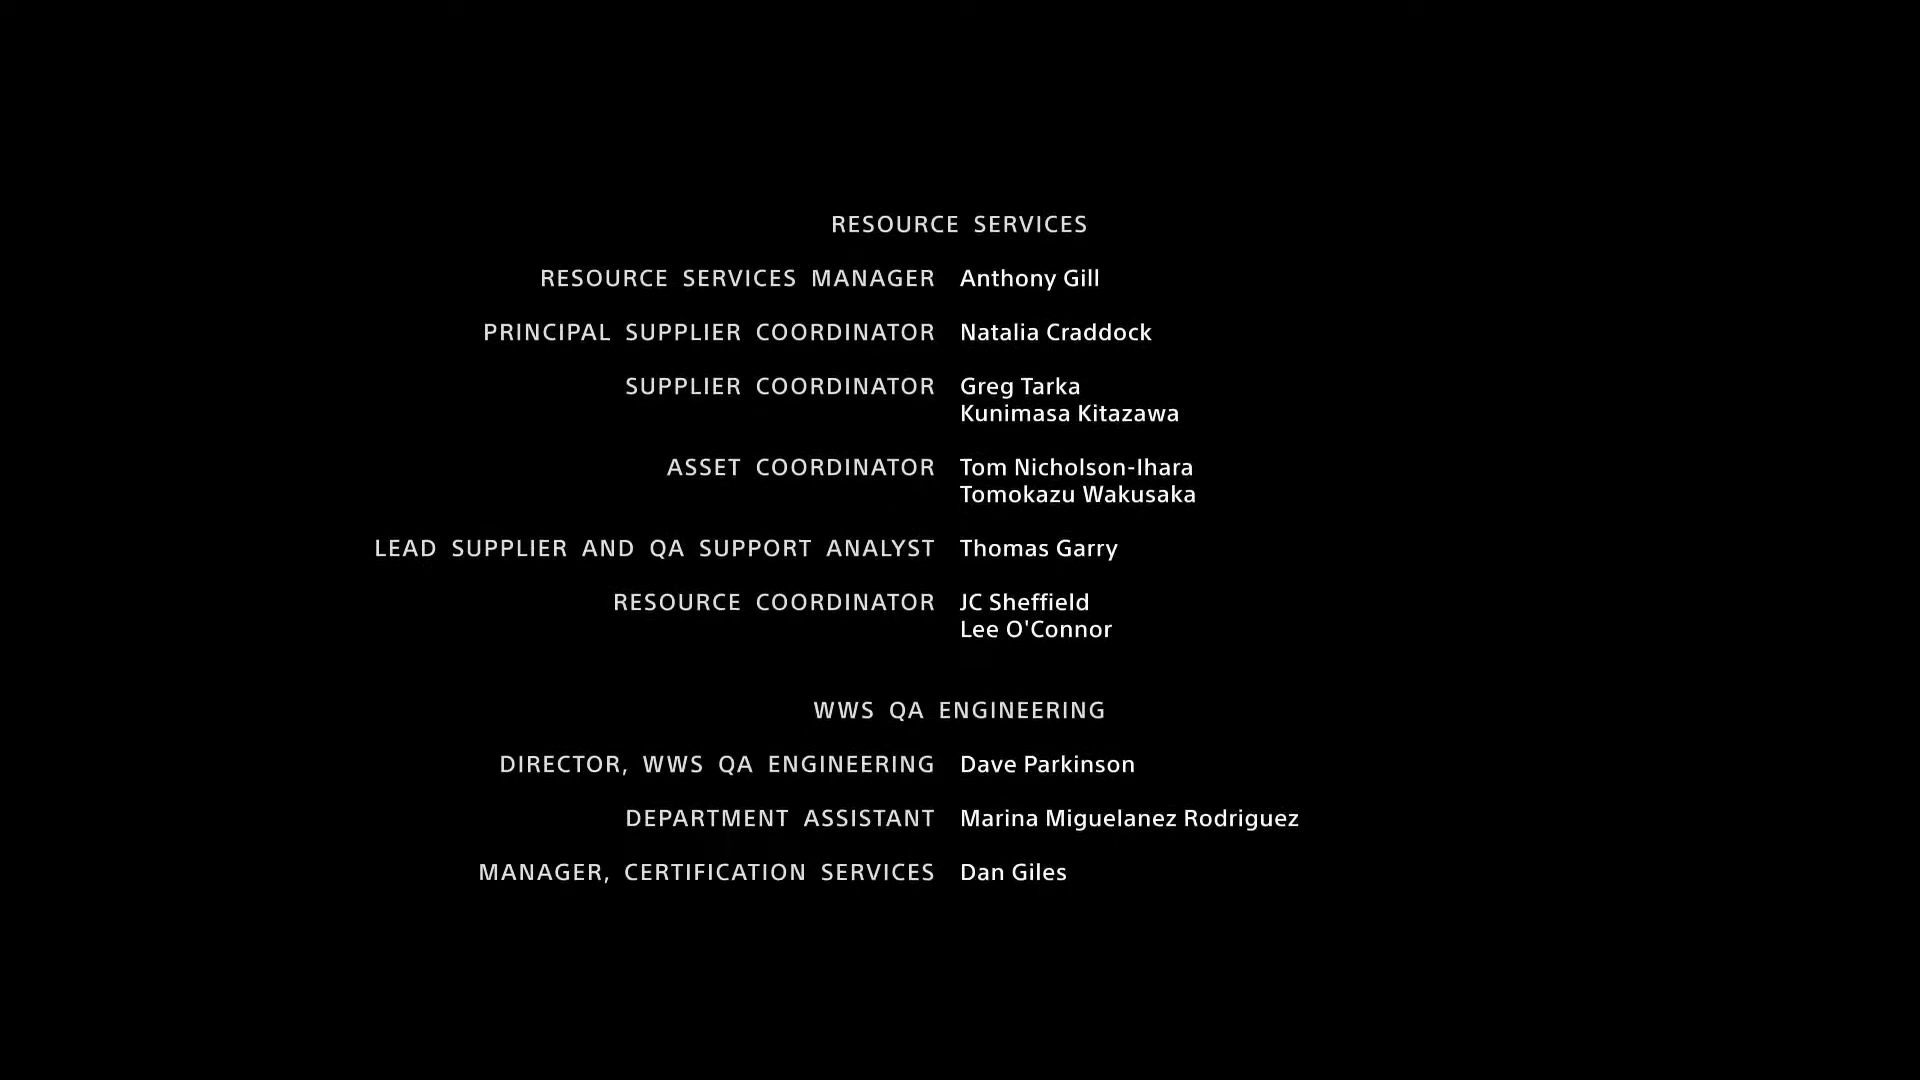 RESOURCE SERVICES
RESOURCE SERVICES MANAGER Anthony Gill
PRINCIPAL SUPPLIER COORDINATOR Natalia Craddock
SUPPLIER COORDINATOR Greg Tarka
Kunimasa Kitazawa
ASSET COORDINATOR Tom Nicholson-Ihara
Tomokazu Wakusaka
LEAD SUPPLIER AND QA SUPPORT ANALYST Thomas Garry
RESOURCE COORDINATOR JC Sheffield
Lee O'Connor
WWS QA ENGINEERING
DIRECTOR, WWS QA ENGINEERING Dave Parkinson
DEPARTMENT ASSISTANT Marina Miguelanez Rodriguez
MANAGER, CERTIFICATION SERVICES Dan Giles